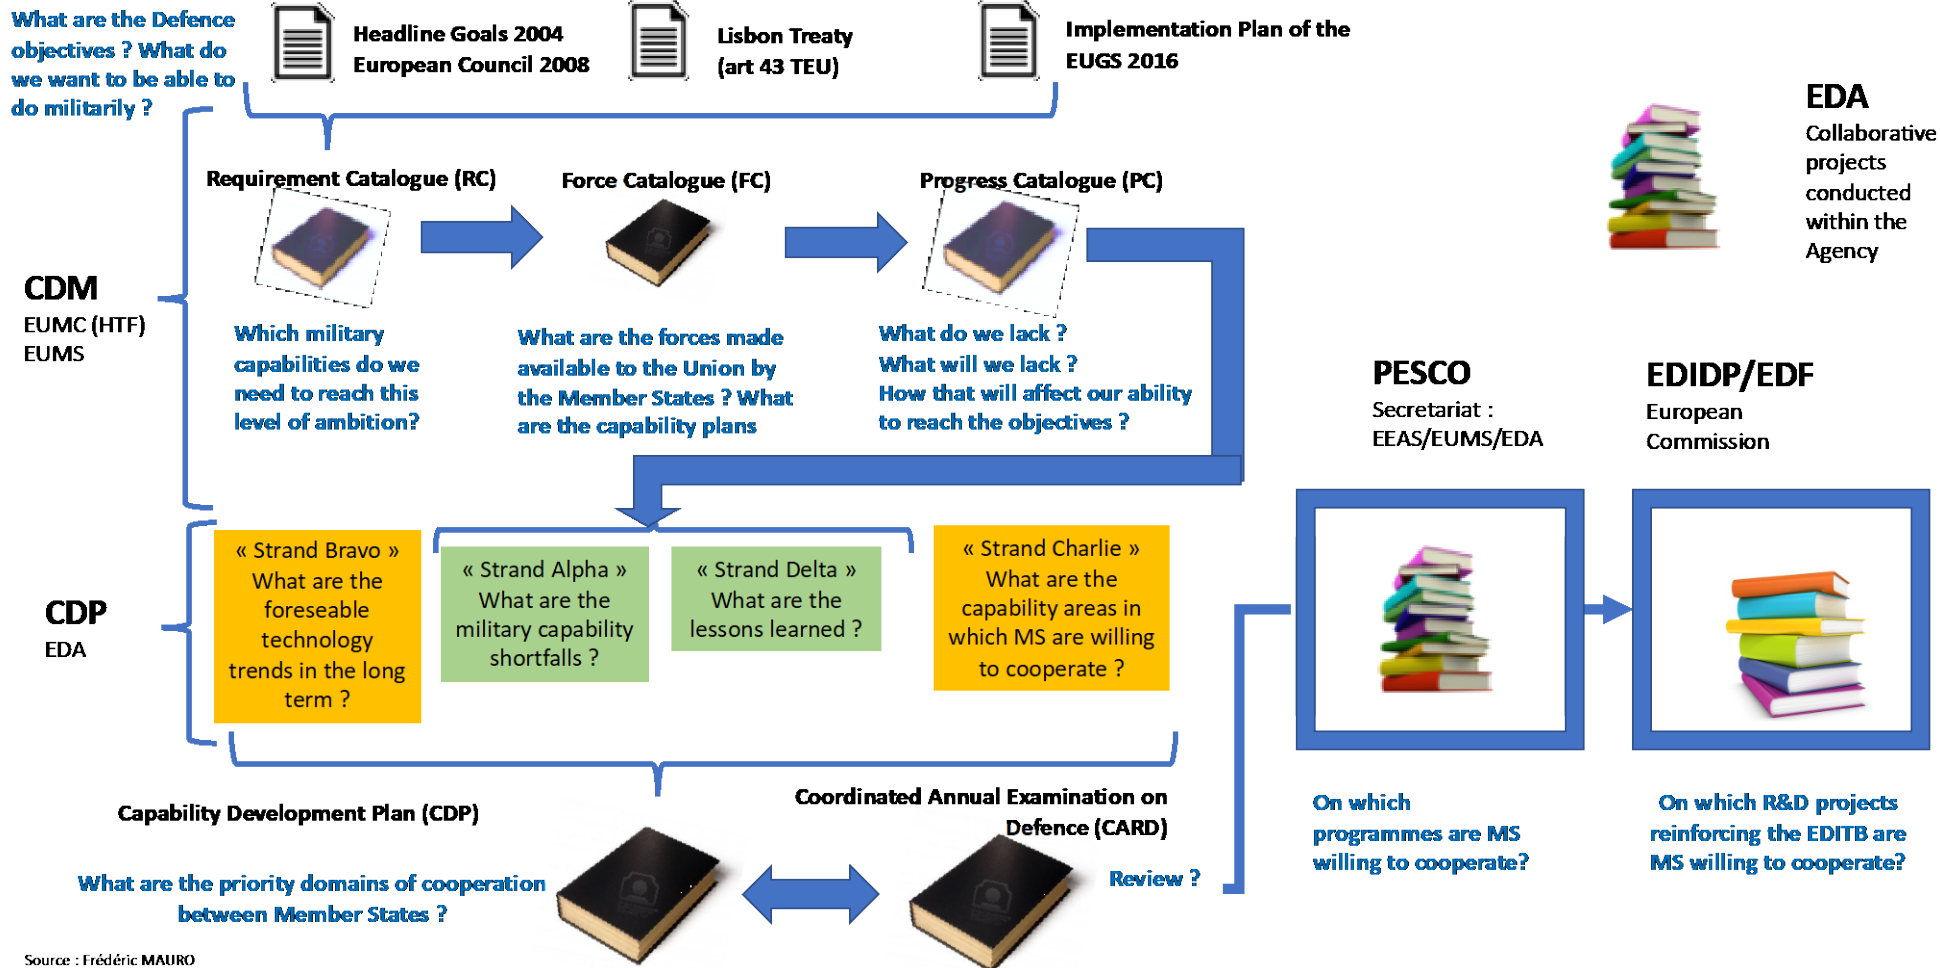 What are the Defence
objectives ? What do
we want to be able to
do militarily ?
Headline Goals 2004
European Council 2008
Lisbon Treaty
(art 43 TEU)
Implementation Plan of the
EUGS 2016
EDA
Collaborative
projects
conducted
within the
Agency
Requirement Catalogue (RC)
Force Catalogue (FC)
Progress Catalogue (PC)
CDM
EUMC (HTF)
EUMS
Which military
capabilities do we
need to reach this
level of ambition?
What are the forces made
available to the Union by
the Member States ? What
are the capability plans
What do we lack ?
What will we lack ?
How that will affect our ability
to reach the objectives ?
PESCO
Secretariat :
EEAS/EUMS/EDA
EDIDP/EDF
European
Commission
CDP
EDA
« Strand Bravo »
What are the
foreseable
technology
trends in the long
term ?
« Strand Alpha »
What are the
military capability
shortfalls ?
« Strand Delta »
What are the
lessons learned ?
« Strand Charlie »
What are the
capability areas in
which MS are willing
to cooperate ?
Capability Development Plan (CDP)
What are the priority domains of cooperation
between Member States ?
Coordinated Annual Examination on
Defence (CARD)
Review ?
On which
programmes are MS
willing to cooperate?
On which R&D projects
reinforcing the EDITB are
MS willing to cooperate?
Source : Frédéric MAURO